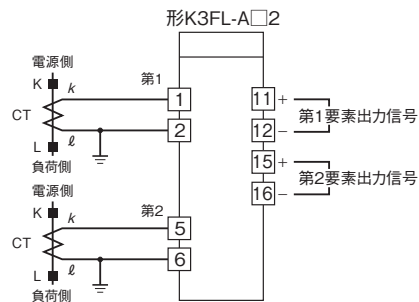 形K3FL-A□2
電源側
K k 第1 1 11 +
第1要素出力信号
CT 2 12 −
L ℓ 15 +
負荷側
第2要素出力信号
電源側 16 −
K k 第2 5
CT 6
L ℓ
負荷側